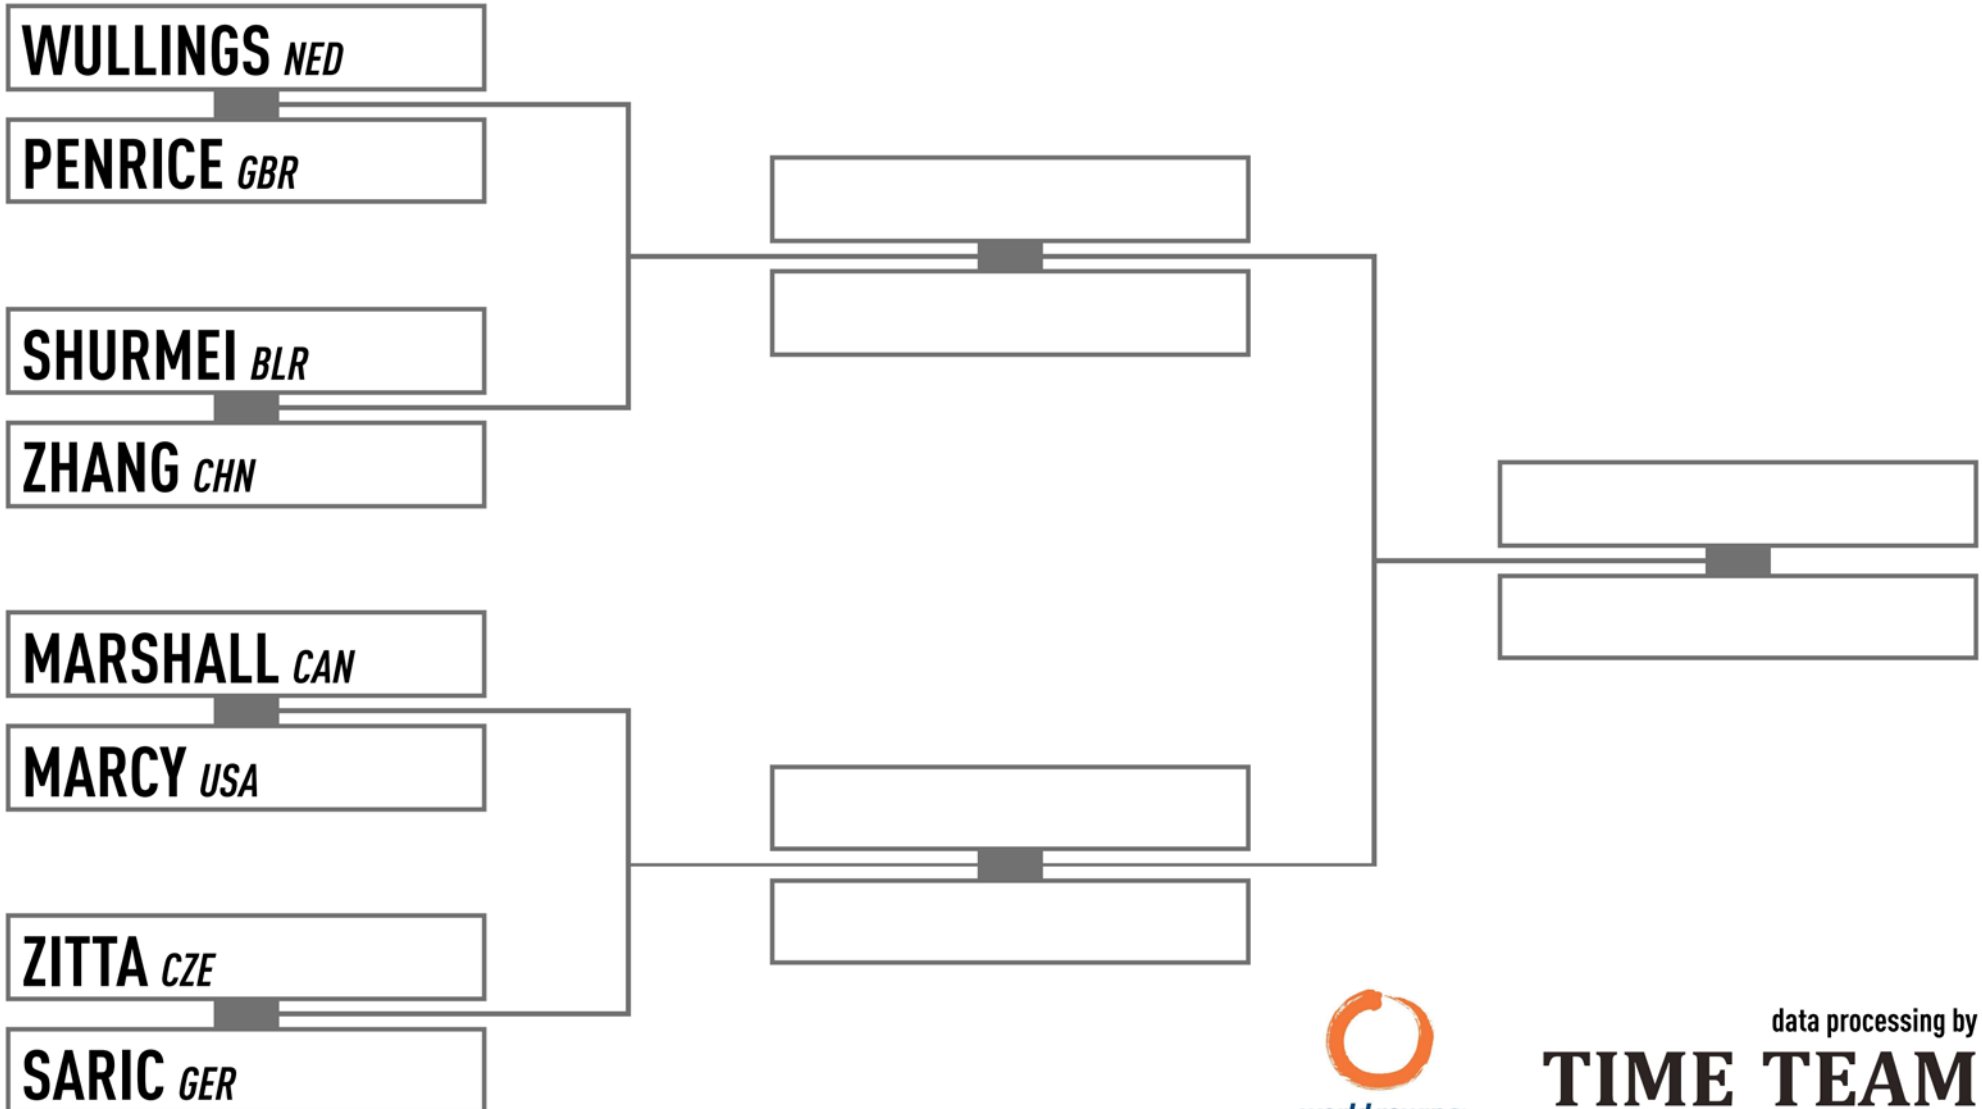 WULLINGS NED
PENRICE GBR
SHURMEI BLR
ZHANG CHN
MARSHALL CAN
MARCY USA
ZITTA CZE
SARIC GER
data processing by
TIME TEAM